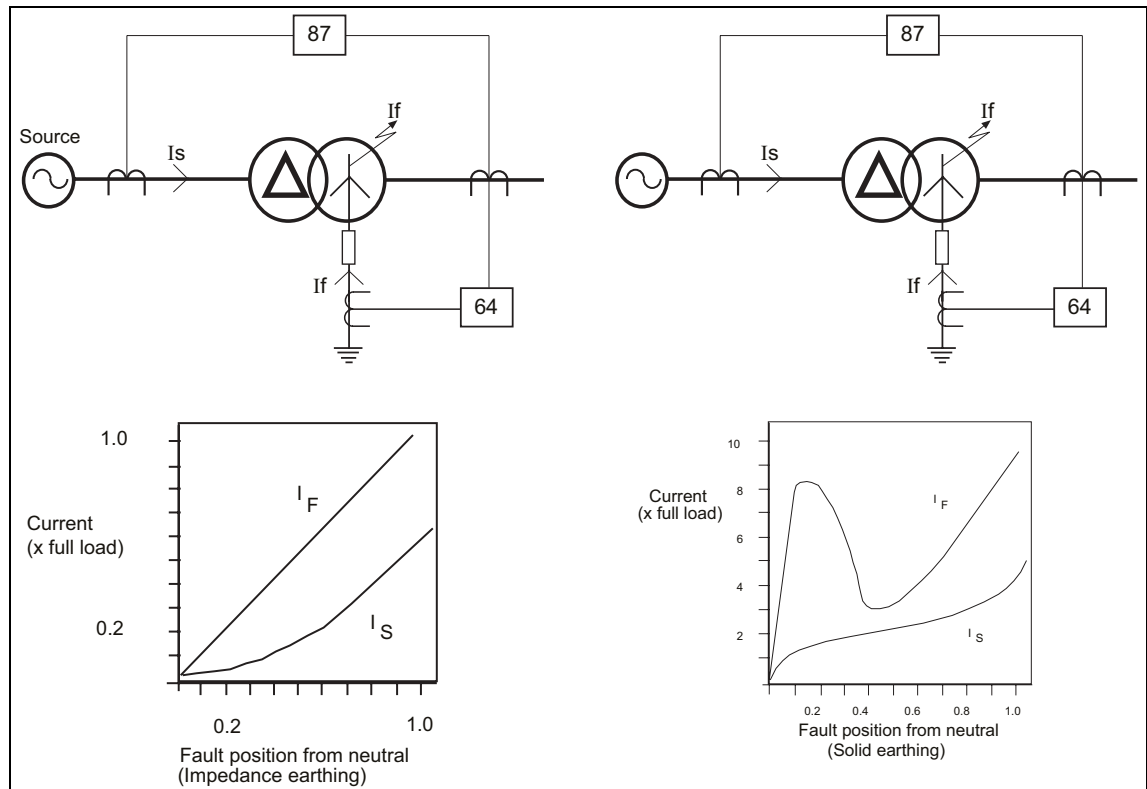 87
87
If
If
Source
Is
Is
If
If
64
64
1.0
I F
Current
(x full load)
0.2
I S
0.2
1.0
Fault position from neutral
(Impedance earthing)
10
8
Current
(x full load)
I F
6
4
2
I S
0.2
0.4
0.6
0.8
1.0
Fault position from neutral
(Solid earthing)